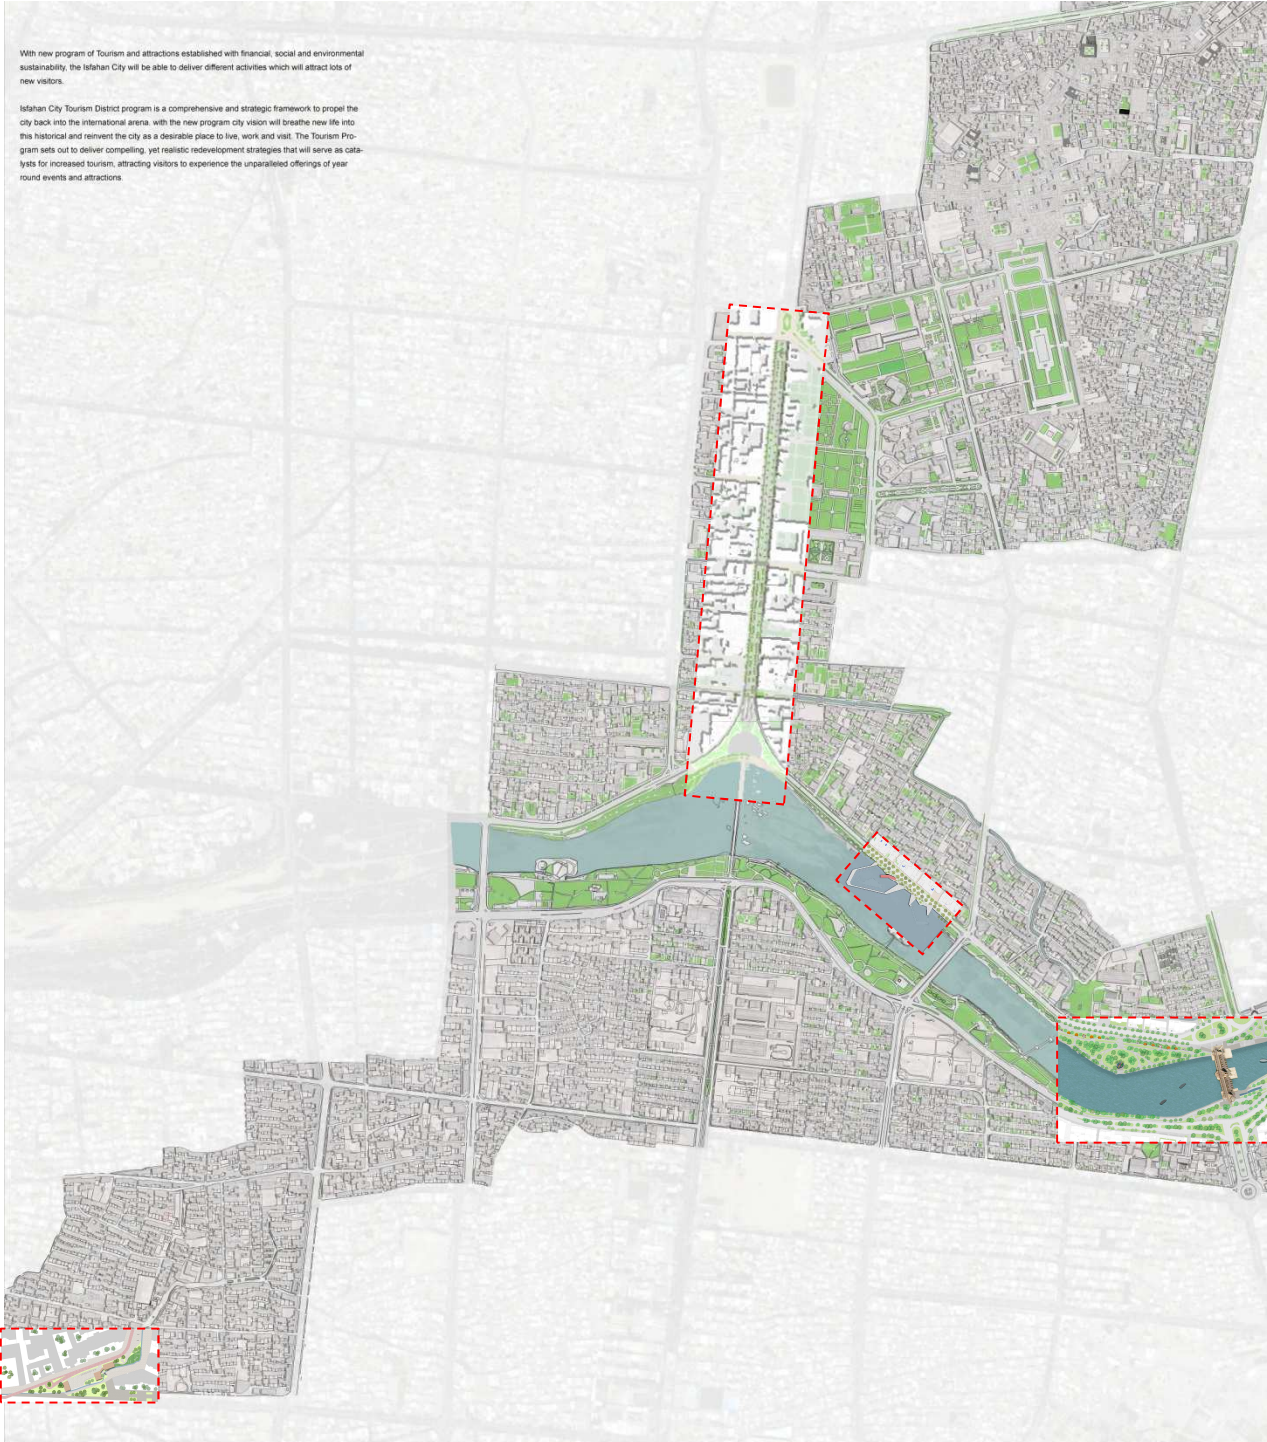 With new program of Tourism and attractions established with financial, social and environmental
sustainability, the Isfahan City will be able to deliver different activities which will attract lots of
new visitors.
Isfahan City Tourism District program is a comprehensive and strategic framework to propel the
city back into the international arena. with the new program city vision will breathe new life into
this historical and reinvent the city as a desirable place to live, work and visit. The Tourism Pro-
gram sets out to deliver compelling, yet realistic redevelopment strategies that will serve as cata-
lysts for increased tourism, attracting visitors to experience the unparalleled offerings of year
round events and attractions.